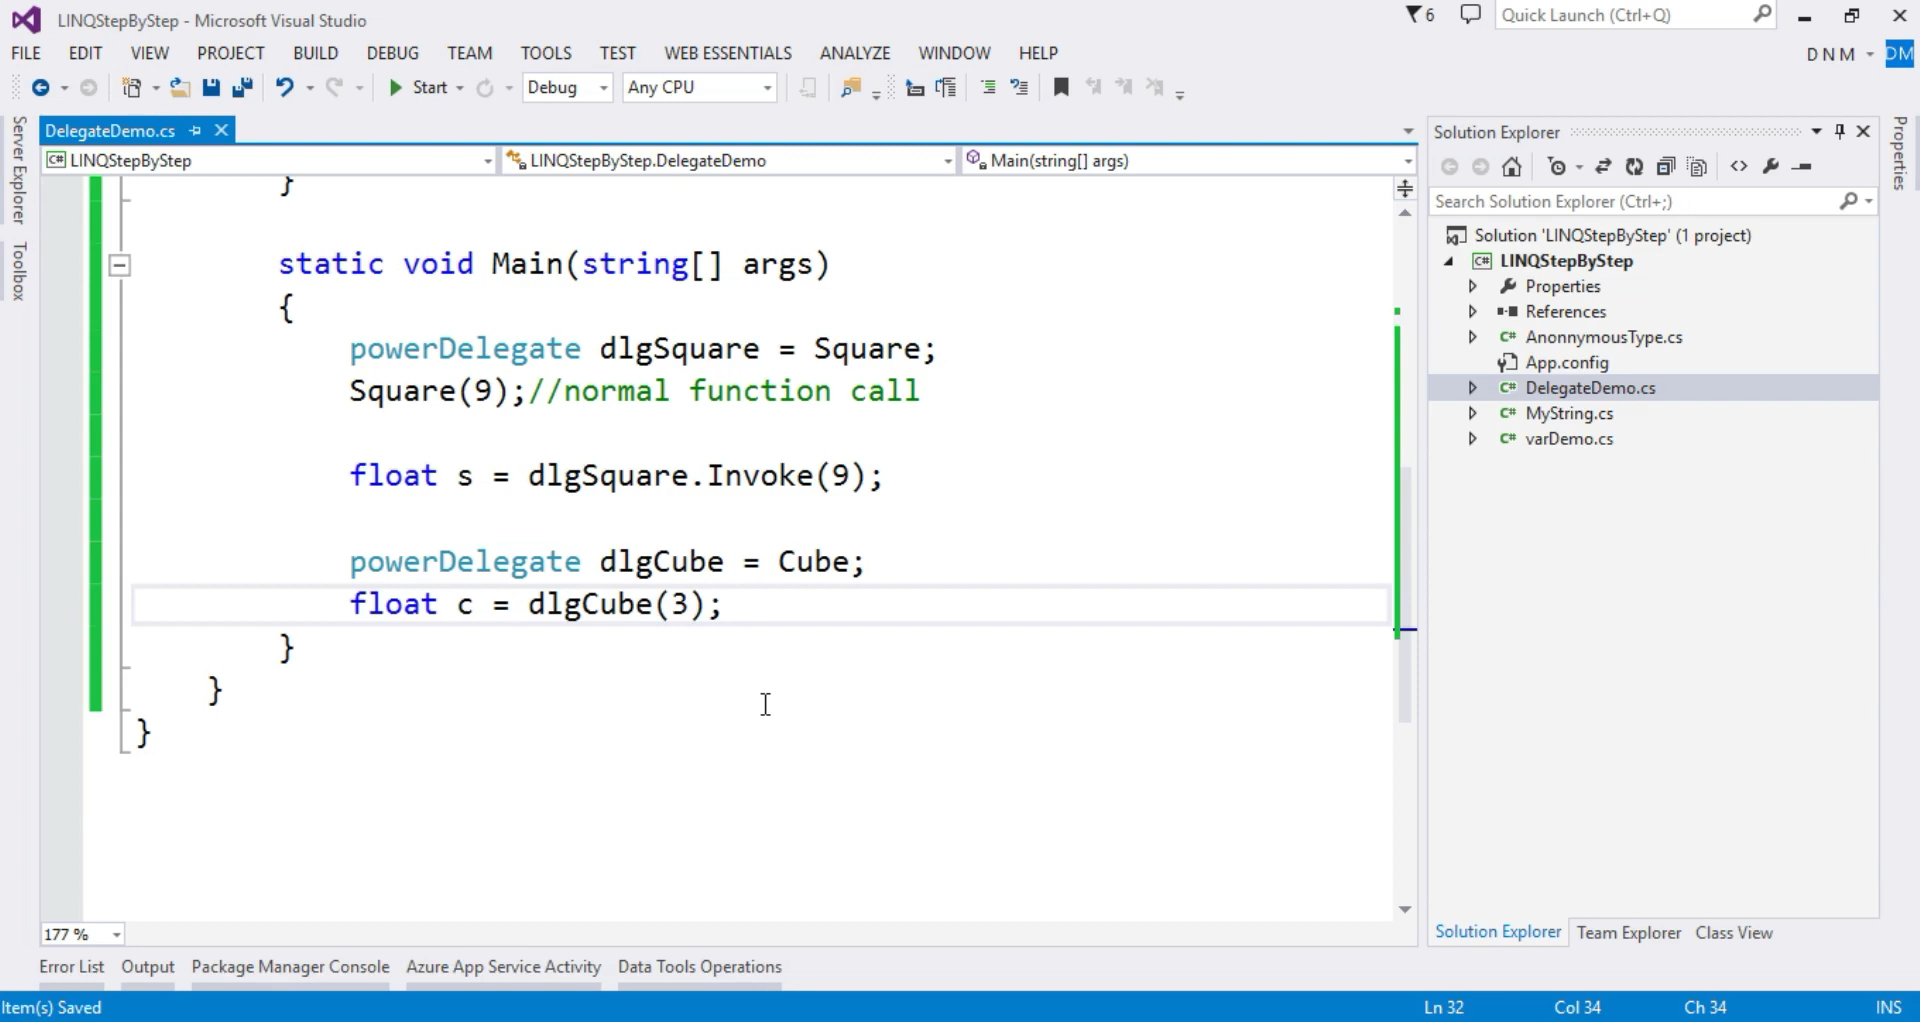 LINQStepByStep - Microsoft Visual Studio
6
Quick Launch (Ctrl+Q)
FILE EDIT VIEW PROJECT BUILD DEBUG TEAM TOOLS TEST WEB ESSENTIALS ANALYZE WINDOW HELP
D N M
DM
Start
Debug
Any CPU
Server Explorer
Toolbox
DelegateDemo.cs
C# LINQStepByStep
LINQStepByStep.DelegateDemo
Main(string[] args)
}
static void Main(string[] args)
{
powerDelegate dlgSquare = Square;
Square(9);//normal function call
float s = dlgSquare.Invoke(9);
powerDelegate dlgCube = Cube;
float c = dlgCube(3);
}
}
}
177 %
Solution Explorer
Search Solution Explorer (Ctrl+;)
Solution 'LINQStepByStep' (1 project)
C# LINQStepByStep
Properties
References
C# AnonnymousType.cs
App.config
C# DelegateDemo.cs
C# MyString.cs
C# varDemo.cs
Solution Explorer Team Explorer Class View
Properties
Error List Output Package Manager Console Azure App Service Activity Data Tools Operations
Item(s) Saved
Ln 32 Col 34 Ch 34 INS